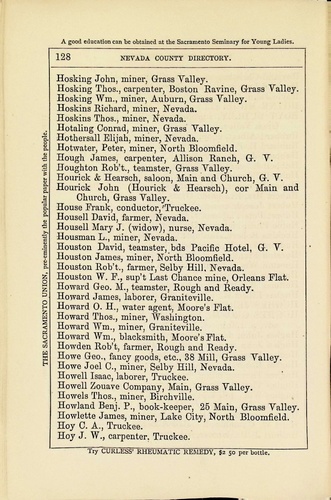 A good education can be obtained at the Sacramento Seminary for Young Ladies.
128 NEVADA COUNTY DIRECTORY.
Hosking John, miner, Grass Valley.
Hosking Thos., carpenter, Boston Ravine, Grass Valley.
Hosking Wm., miner, Auburn, Grass Valley.
Hoskins Richard, miner, Nevada.
Hoskins Thos., miner, Nevada.
Hotaling Conrad, miner, Grass Valley.
Hothersall Elijah, miner, Nevada.
Hotwater, Peter, miner, North Bloomfield.
Hough James, carpenter, Allison Ranch, G. V.
Houghton Rob't., teamster, Grass Valley.
Hourick & Hearsch, saloon, Main and Church, G. V.
Hourick John (Hourick & Hearsch), cor Main and
Church, Grass Valley.
House Frank, conductor, Truckee.
Housell David, farmer, Nevada.
Housell Mary J. (widow), nurse, Nevada.
Housman L., miner, Nevada.
Houston David, teamster, bds Pacific Hotel, G. V.
Houston James, miner, North Bloomfield.
Houston Rob't., farmer, Selby Hill, Nevada.
Houston W. F., sup't Last Chance mine, Orleans Flat.
Howard Geo. M., teamster, Rough and Ready.
Howard James, laborer, Graniteville.
Howard O. H., water agent, Moore's Flat.
Howard Thos., miner, Washington.
Howard Wm., miner, Graniteville.
Howard Wm., blacksmith, Moore's Flat.
Howden Rob't, farmer, Rough and Ready.
Howe Geo., fancy goods, etc., 38 Mill, Grass Valley.
Howe Joel C., miner, Selby Hill, Nevada.
Howell Isaac, laborer, Truckee.
Howell Zouave Company, Main, Grass Valley.
Howels Thos., miner, Birchville.
Howland Benj. P., book-keeper, 25 Main, Grass Valley.
Howlette James, miner, Lake City, North Bloomfield.
Hoy C. A., Truckee.
Hoy J. W., carpenter, Truckee.
Try CURLESS' RHEUMATIC REMEDY, $2 50 per bottle.
THE SACRAMENTO UNION, pre-eminently the popular paper with the people.